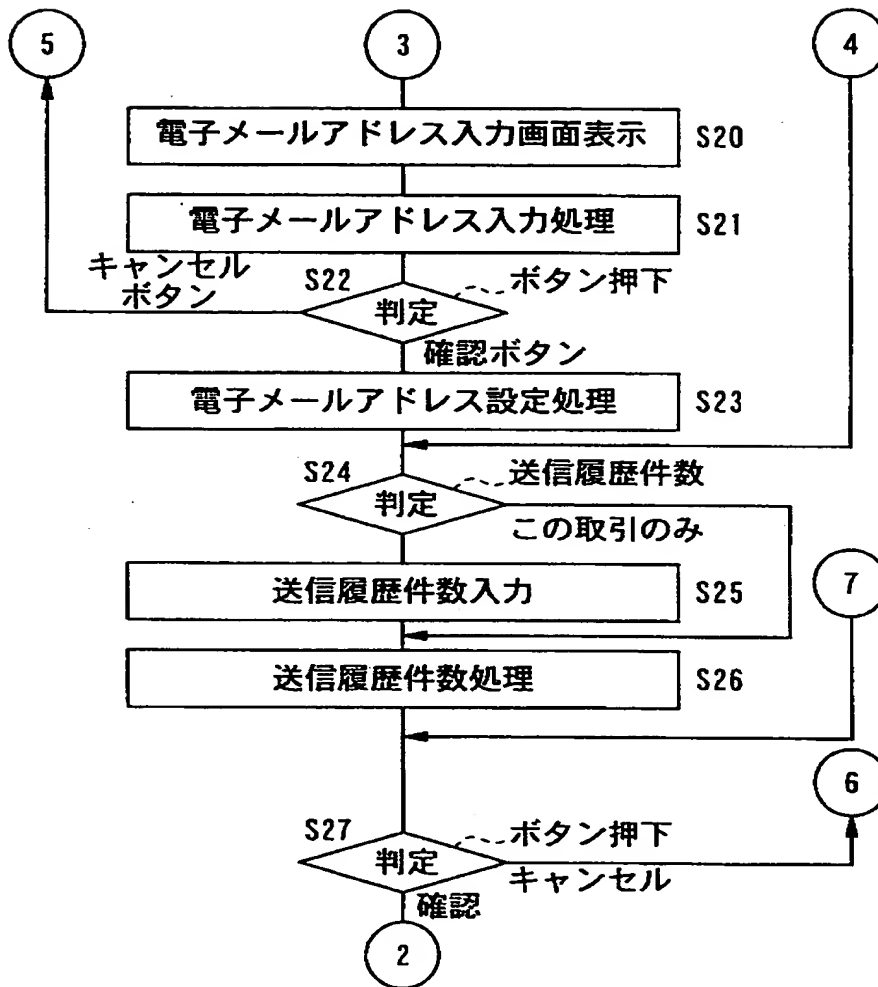 5
3
4
電子メールアドレス入力画面表示 S20
電子メールアドレス入力処理 S21
キャンセル
ボタン
S22
ボタン押下
判定
確認ボタン
電子メールアドレス設定処理 S23
S24
送信履歴件数
判定
この取引のみ
送信履歴件数入力 S25
7
送信履歴件数処理 S26
6
S27
ボタン押下
判定
キャンセル
確認
2